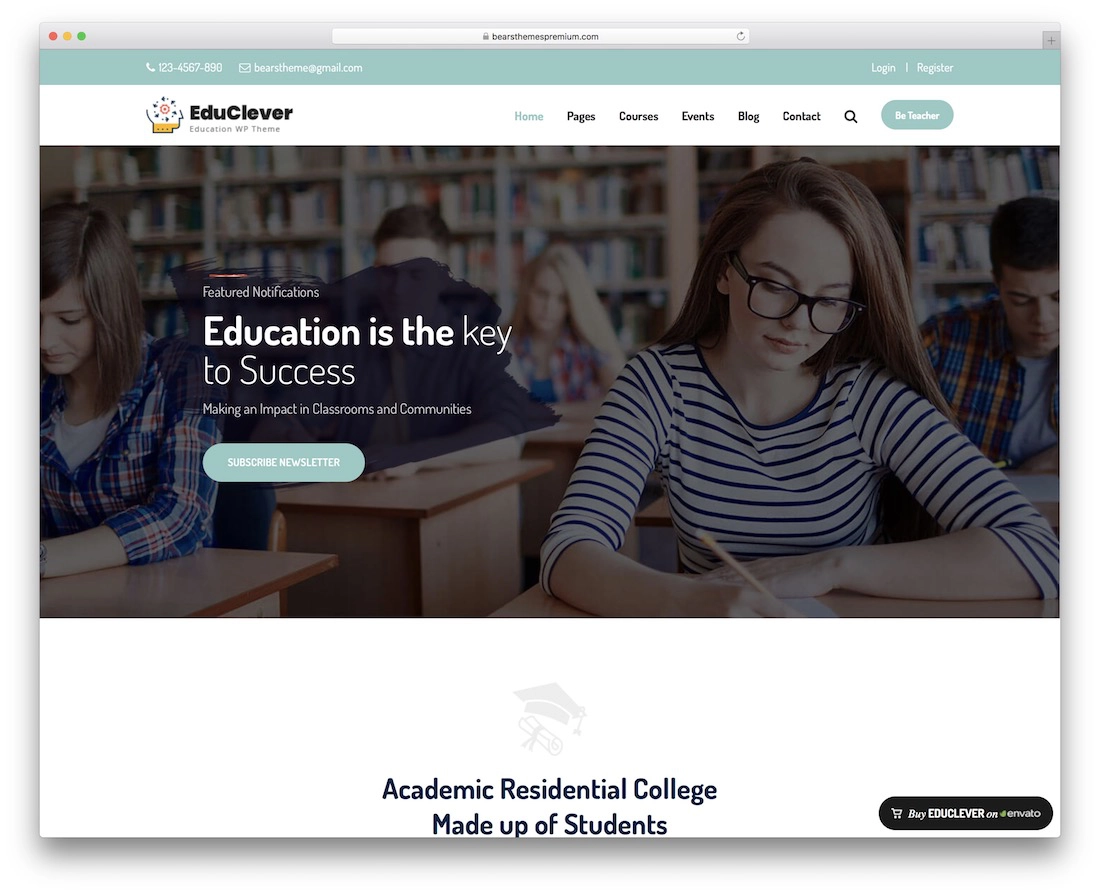 bearsthemespremium.com
123-4567-890 bearstheme@gmail.com Login | Register
EduClever
Education WP Theme
Home Pages Courses Events Blog Contact Be Teacher
Featured Notifications
Education is the key
to Success
Making an Impact in Classrooms and Communities
SUBSCRIBE NEWSLETTER
Academic Residential College
Made up of Students
Buy EDUCLEVER on envato